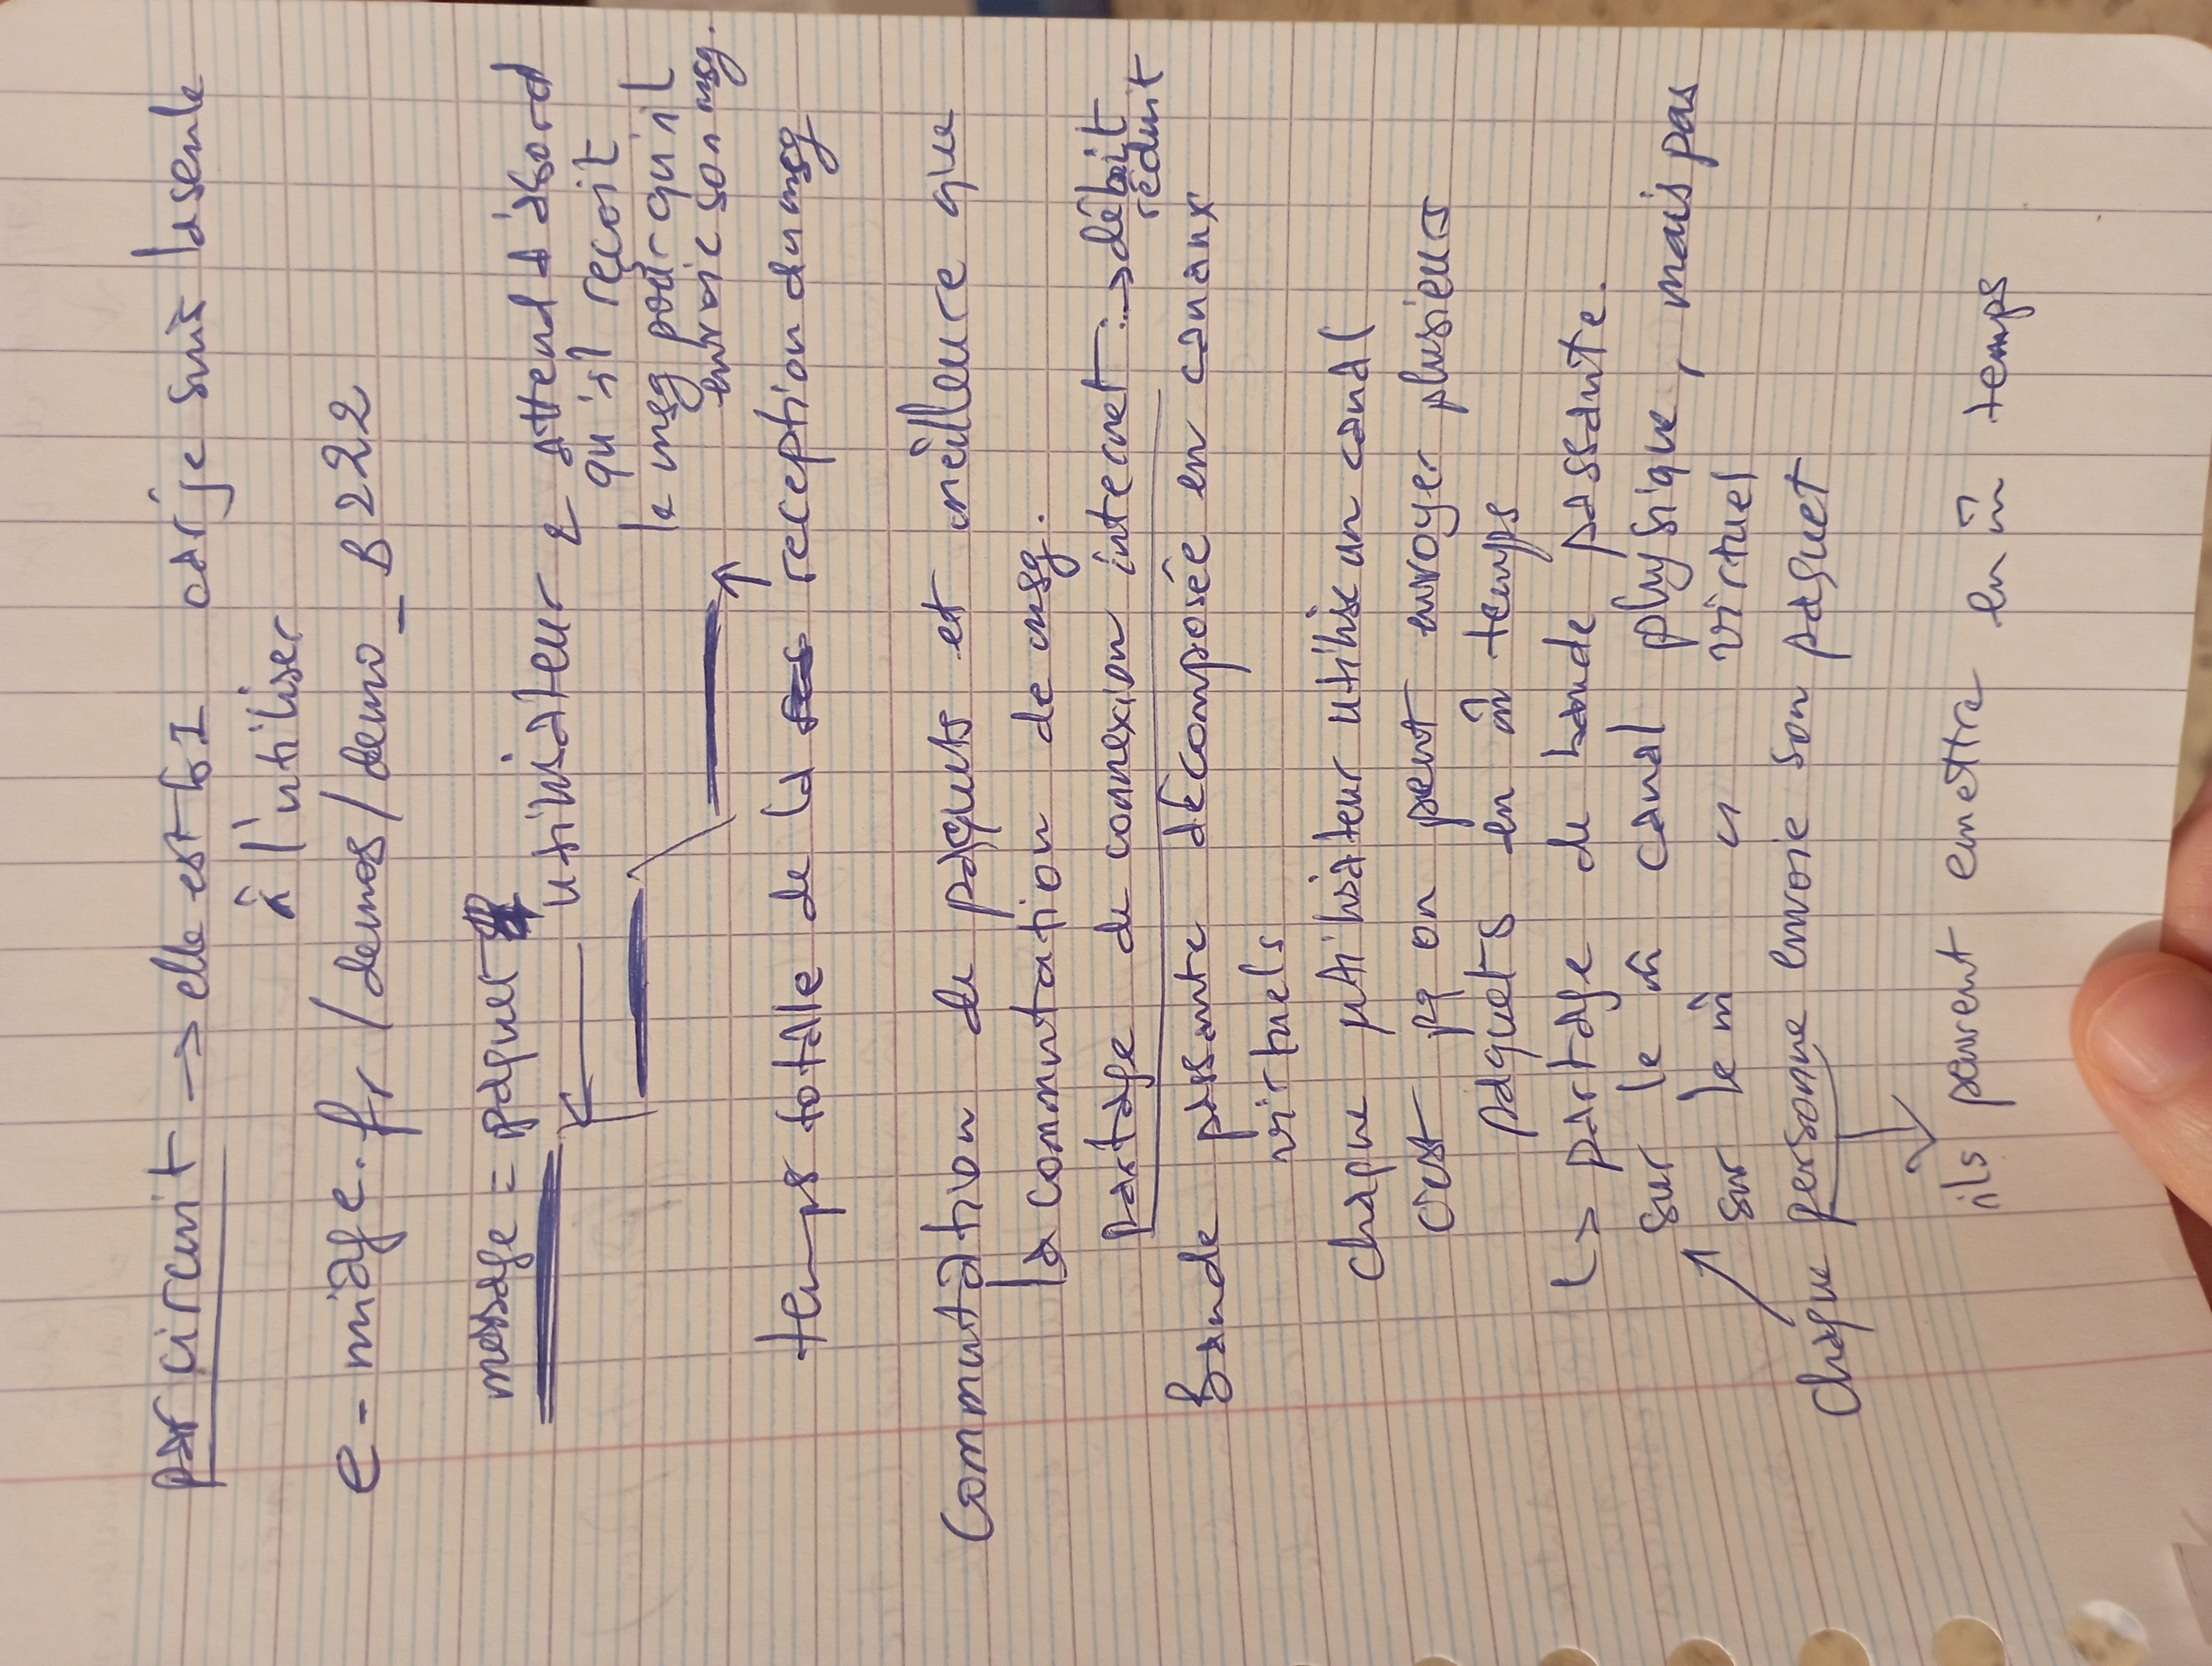 par circuit → elle est
car je suis la seule
à l'utiliser
e-miage.fr/demos/demo_B222
message = paquet
utilisateur 2 attend d'abord
qu'il reçoit
le msg pour qu'il
envoie son msg.
temps totale de la reception du msg
Commutation de paquets et meilleure que
la commutation de msg.
partage de connexion internet : → débit
réduit
Bande passante décomposée en canaux
virtuels
chaque utilisateur utilise un canal
c'est pq on peut envoyer plusieurs
paquets en m̂ temps
↳ partage de bande passante.
sur le m̂ canal physique, mais pas
sur le m̂ " virtuel
chaque personne envoie son paquet
ils peuvent emettre en m̂ temps